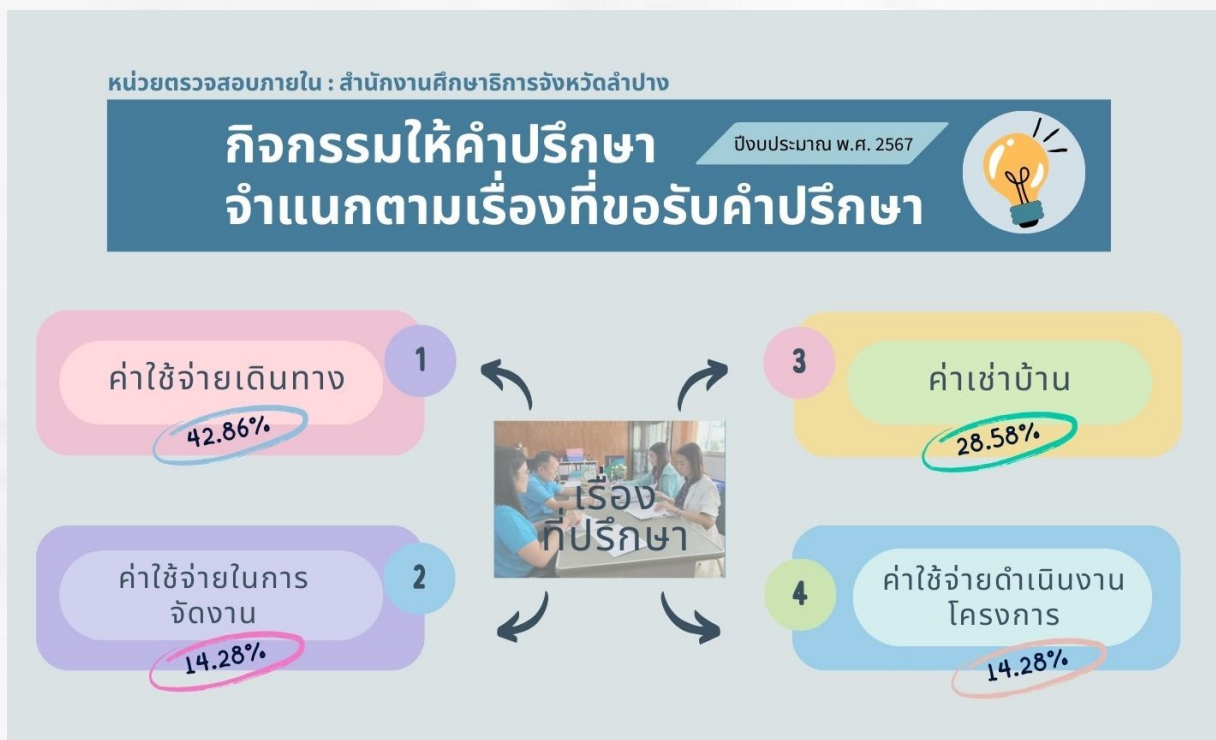 หน่วยตรวจสอบภายใน : สำนักงานศึกษาธิการจังหวัดลำปาง
กิจกรรมให้คำปรึกษา
ปีงบประมาณ พ.ศ. 2567
จำแนกตามเรื่องที่ขอรับคำปรึกษา
1
ค่าใช้จ่ายเดินทาง
42.86%
2
ค่าใช้จ่ายในการ
จัดงาน
14.28%
เรื่อง
ที่ปรึกษา
3
ค่าเช่าบ้าน
28.58%
4
ค่าใช้จ่ายดำเนินงาน
โครงการ
14.28%